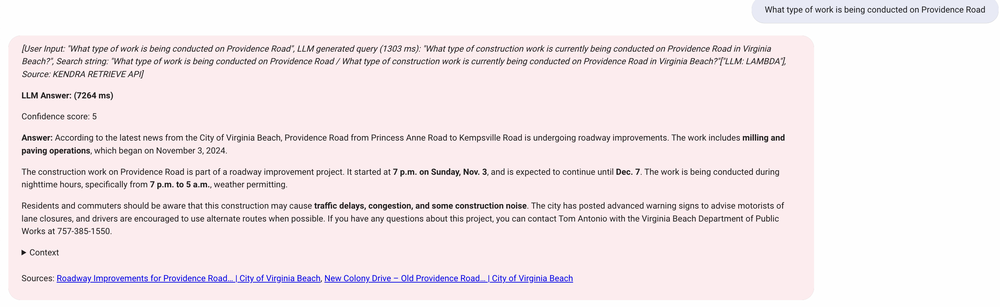 What type of work is being conducted on Providence Road
[User Input: "What type of work is being conducted on Providence Road", LLM generated query (1303 ms): "What type of construction work is currently being conducted on Providence Road in Virginia
Beach?", Search string: "What type of work is being conducted on Providence Road / What type of construction work is currently being conducted on Providence Road in Virginia Beach?"["LLM: LAMBDA"],
Source: KENDRA RETRIEVE API]
LLM Answer: (7264 ms)
Confidence score: 5
Answer: According to the latest news from the City of Virginia Beach, Providence Road from Princess Anne Road to Kempsville Road is undergoing roadway improvements. The work includes milling and
paving operations, which began on November 3, 2024.
The construction work on Providence Road is part of a roadway improvement project. It started at 7 p.m. on Sunday, Nov. 3, and is expected to continue until Dec. 7. The work is being conducted during
nighttime hours, specifically from 7 p.m. to 5 a.m., weather permitting.
Residents and commuters should be aware that this construction may cause traffic delays, congestion, and some construction noise. The city has posted advanced warning signs to advise motorists of
lane closures, and drivers are encouraged to use alternate routes when possible. If you have any questions about this project, you can contact Tom Antonio with the Virginia Beach Department of Public
Works at 757-385-1550.
▶ Context
Sources: Roadway Improvements for Providence Road… | City of Virginia Beach, New Colony Drive – Old Providence Road… | City of Virginia Beach